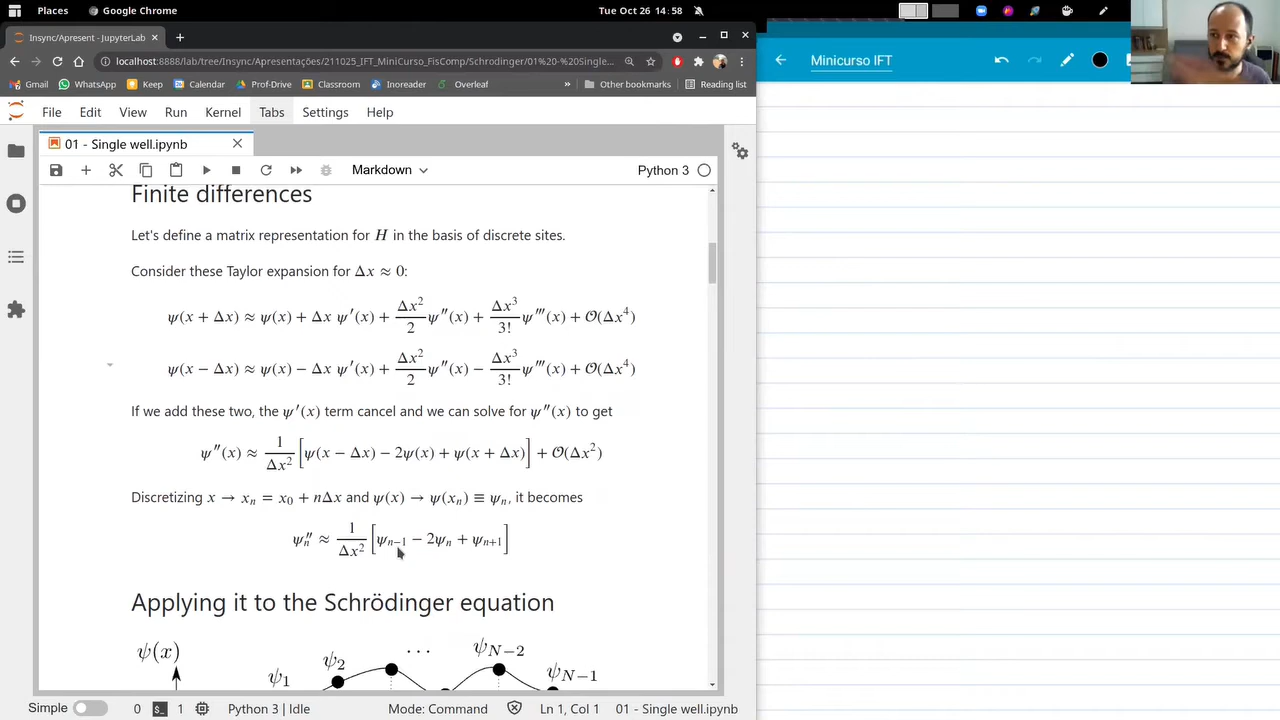 Places
Google Chrome
Tue Oct 26 14:58
Insync/Apresent - JupyterLab
localhost:8888/lab/tree/Insync/Apresentações/211025_IFT_MiniCurso_FisComp/Schrodinger/01%20-%20Single...
Gmail WhatsApp Keep Calendar Prof-Drive Classroom Inoreader Overleaf » Other bookmarks Reading list
File Edit View Run Kernel Tabs Settings Help
01 - Single well.ipynb
Markdown
Python 3
Finite differences
Let's define a matrix representation for H in the basis of discrete sites.
Consider these Taylor expansion for Δx ≈ 0:
ψ(x + Δx) ≈ ψ(x) + Δx ψ′(x) + Δx²/2 ψ″(x) + Δx³/3! ψ‴(x) + 𝒪(Δx⁴)
ψ(x − Δx) ≈ ψ(x) − Δx ψ′(x) + Δx²/2 ψ″(x) − Δx³/3! ψ‴(x) + 𝒪(Δx⁴)
If we add these two, the ψ′(x) term cancel and we can solve for ψ″(x) to get
ψ″(x) ≈ 1/Δx² [ψ(x − Δx) − 2ψ(x) + ψ(x + Δx)] + 𝒪(Δx²)
Discretizing x → xₙ = x₀ + nΔx and ψ(x) → ψ(xₙ) ≡ ψₙ, it becomes
ψ″ₙ ≈ 1/Δx² [ψₙ₋₁ − 2ψₙ + ψₙ₊₁]
Applying it to the Schrödinger equation
ψ(x)
ψ₁
ψ₂
...
ψ_{N−2}
ψ_{N−1}
Simple
0
1
Python 3 | Idle
Mode: Command
Ln 1, Col 1
01 - Single well.ipynb
Minicurso IFT